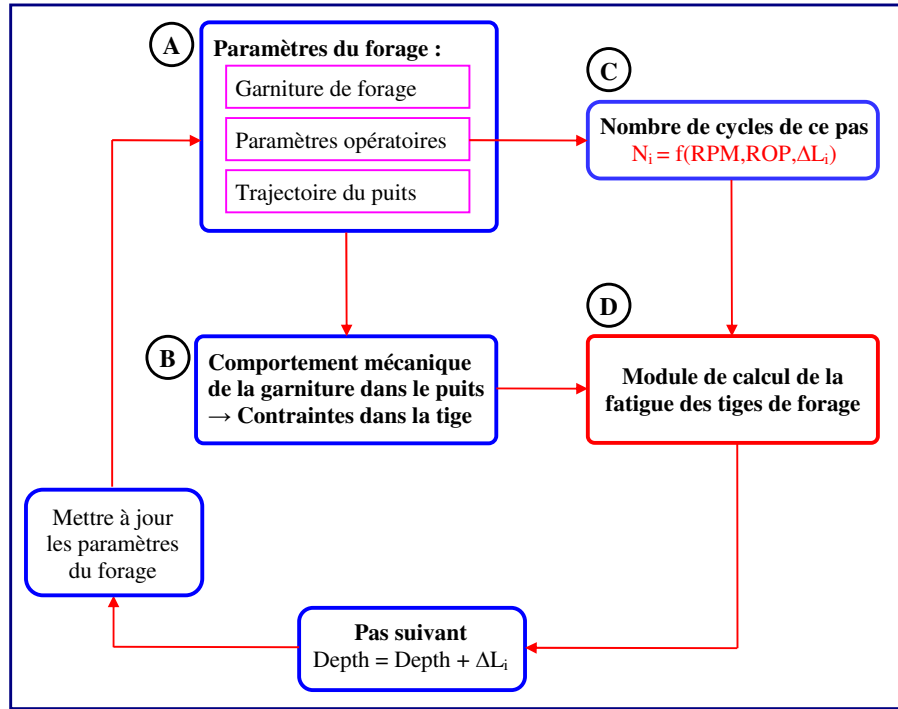 A
Paramètres du forage :
Garniture de forage
Paramètres opératoires
Trajectoire du puits
C
Nombre de cycles de ce pas
Nᵢ = f(RPM,ROP,ΔLᵢ)
B
Comportement mécanique
de la garniture dans le puits
→ Contraintes dans la tige
D
Module de calcul de la
fatigue des tiges de forage
Mettre à jour
les paramètres
du forage
Pas suivant
Depth = Depth + ΔLᵢ